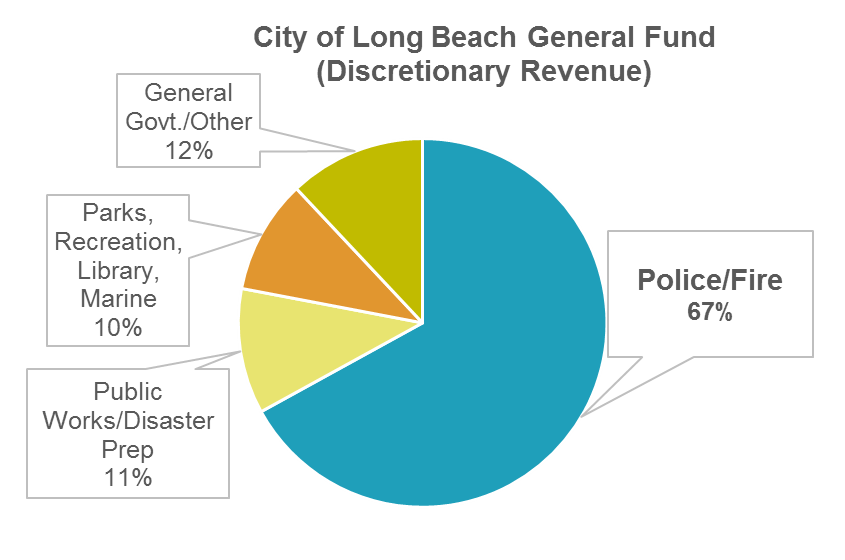 City of Long Beach General Fund
(Discretionary Revenue)
General
Govt./Other
12%
Parks,
Recreation,
Library,
Marine
10%
Police/Fire
67%
Public
Works/Disaster
Prep
11%